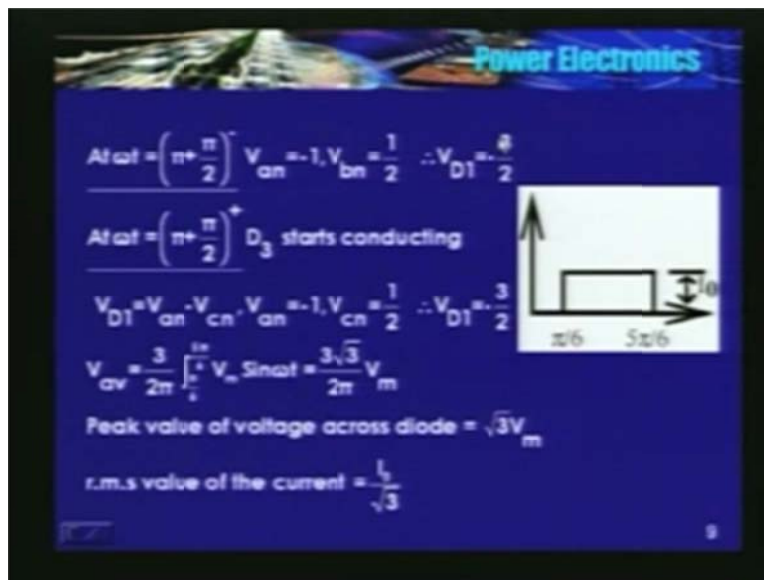 Power Electronics
At ωt = (π+π/2)⁻ Van=-1, Vbn=1/2 ∴VD1=-3/2
At ωt = (π+π/2)⁺ D3 starts conducting
VD1=Van-Vcn, Van=-1, Vcn=1/2 ∴VD1=-3/2
Vav=3/2π ∫ Vm Sinωt = 3√3/2π Vm
Peak value of voltage across diode = √3Vm
r.m.s value of the current = I₀/√3
I₀
π/6 5π/6
9